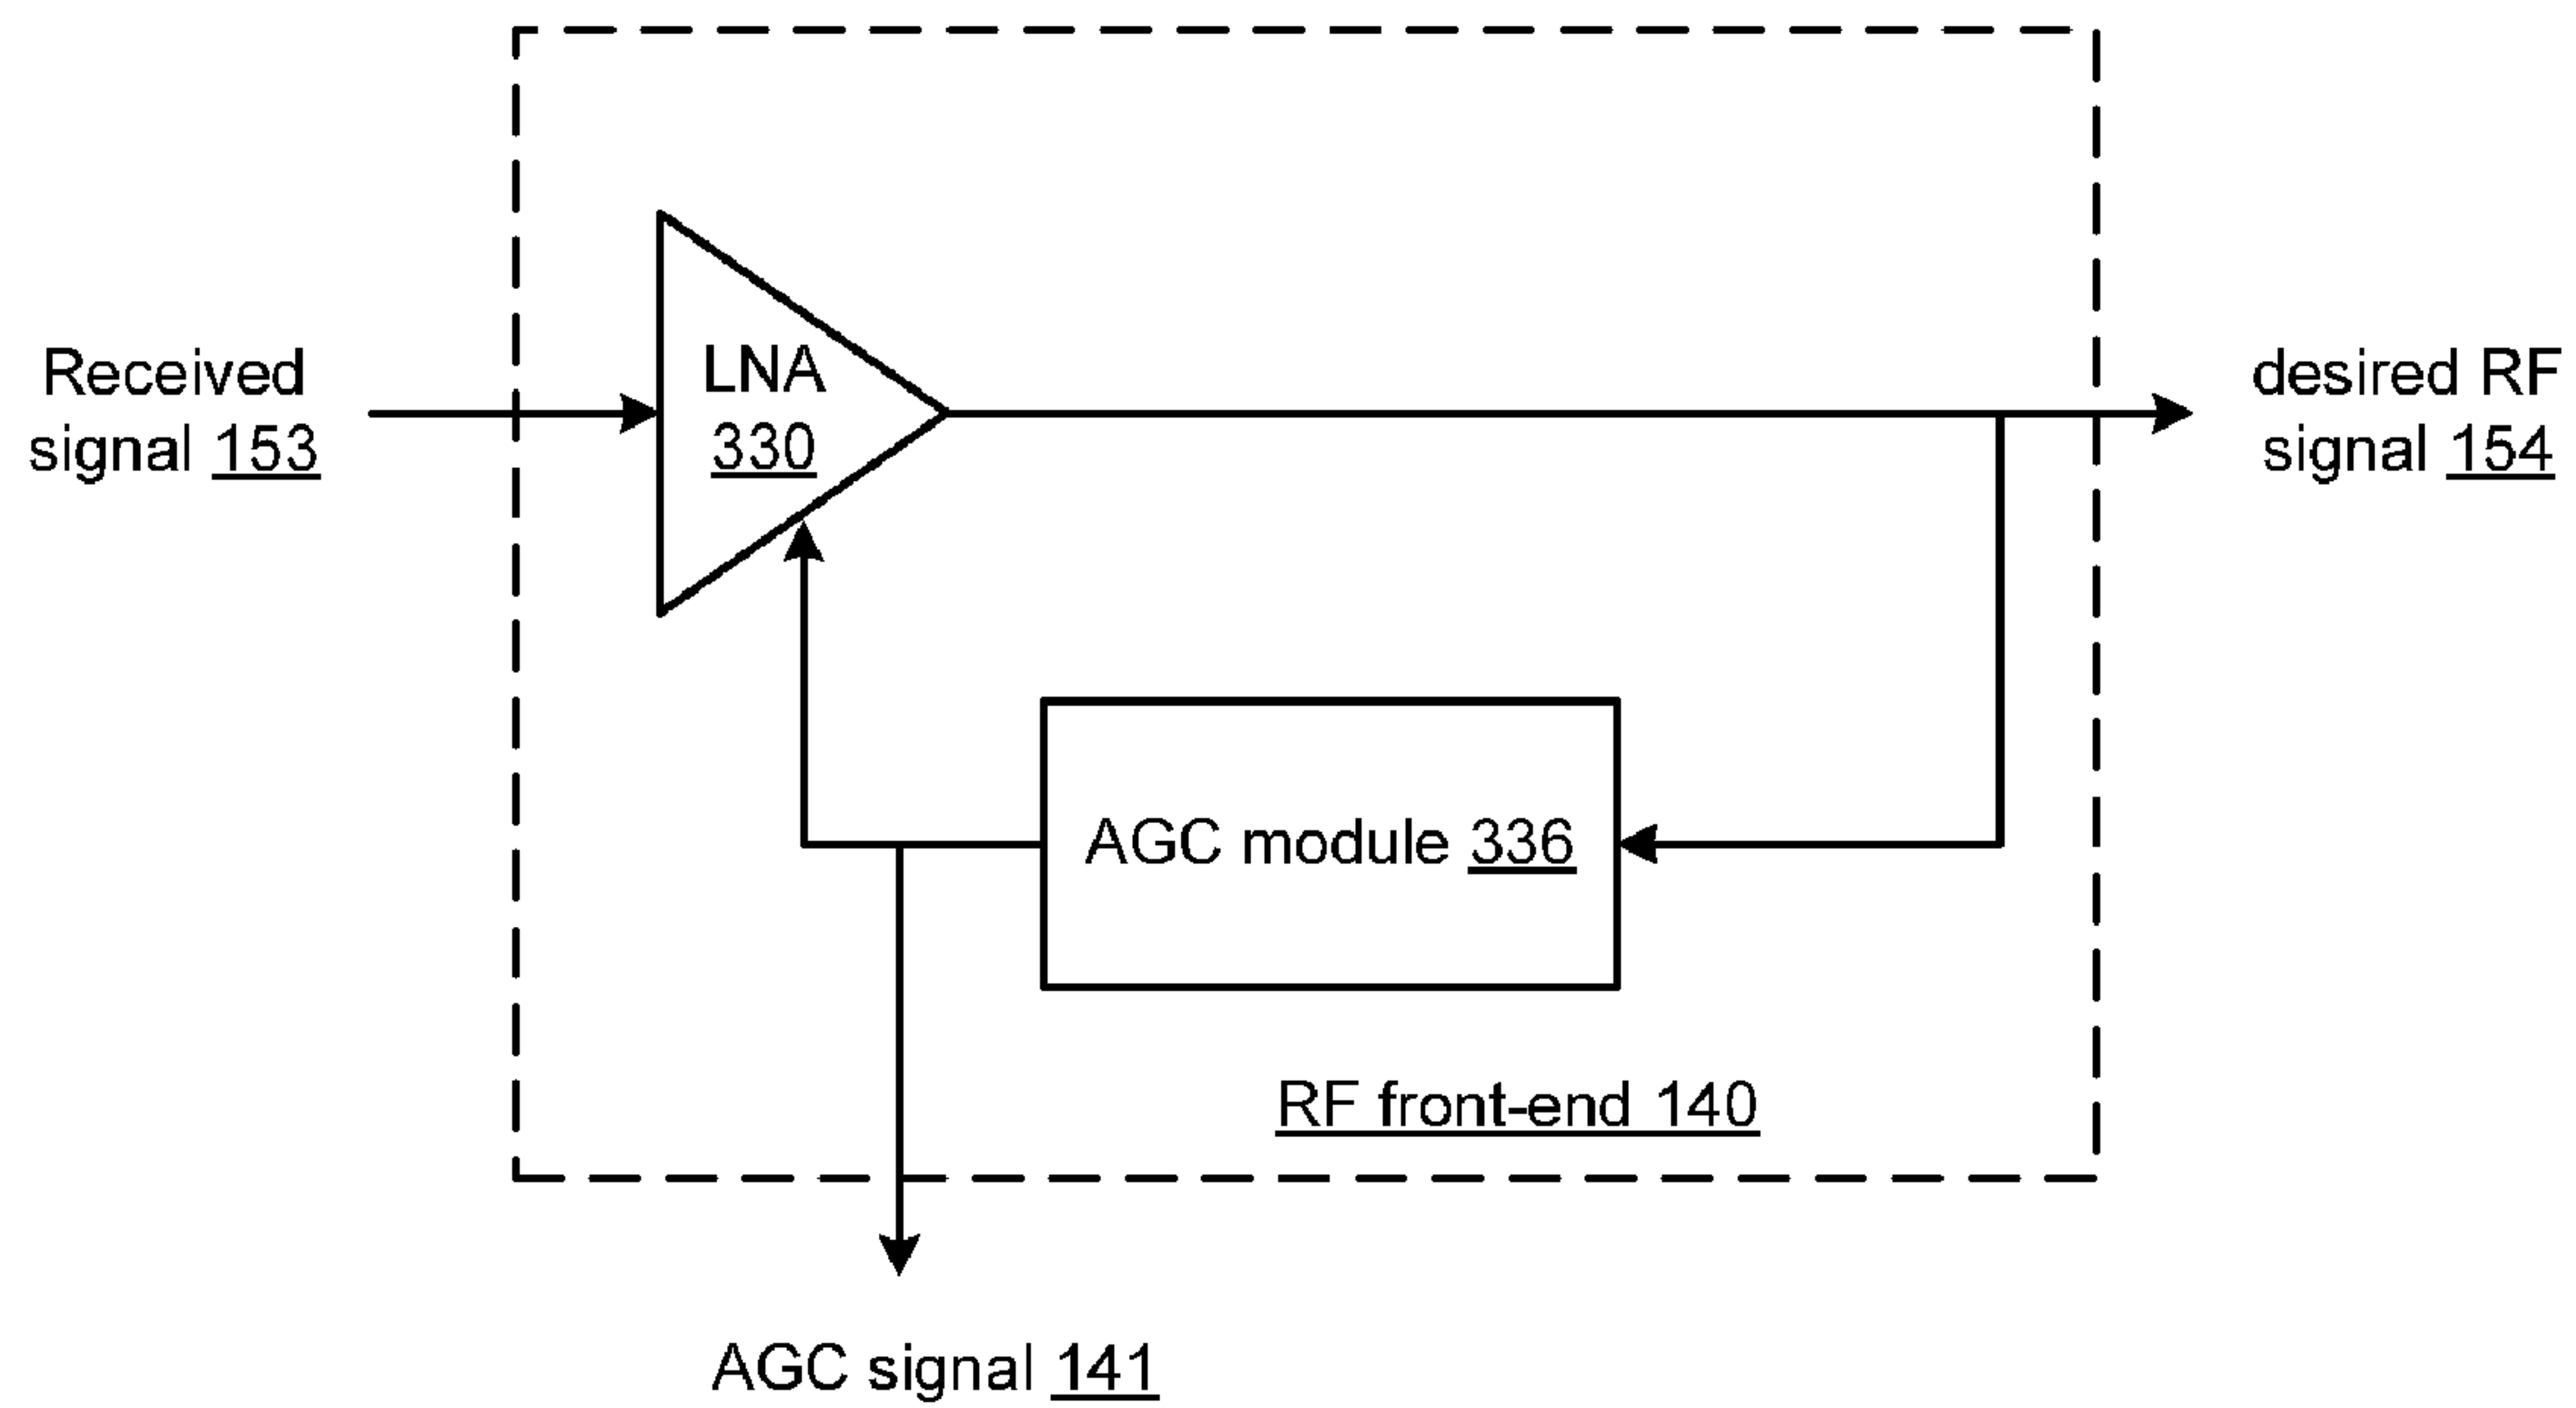 Received
signal 153
LNA
330
desired RF
signal 154
AGC module 336
RF front-end 140
AGC signal 141